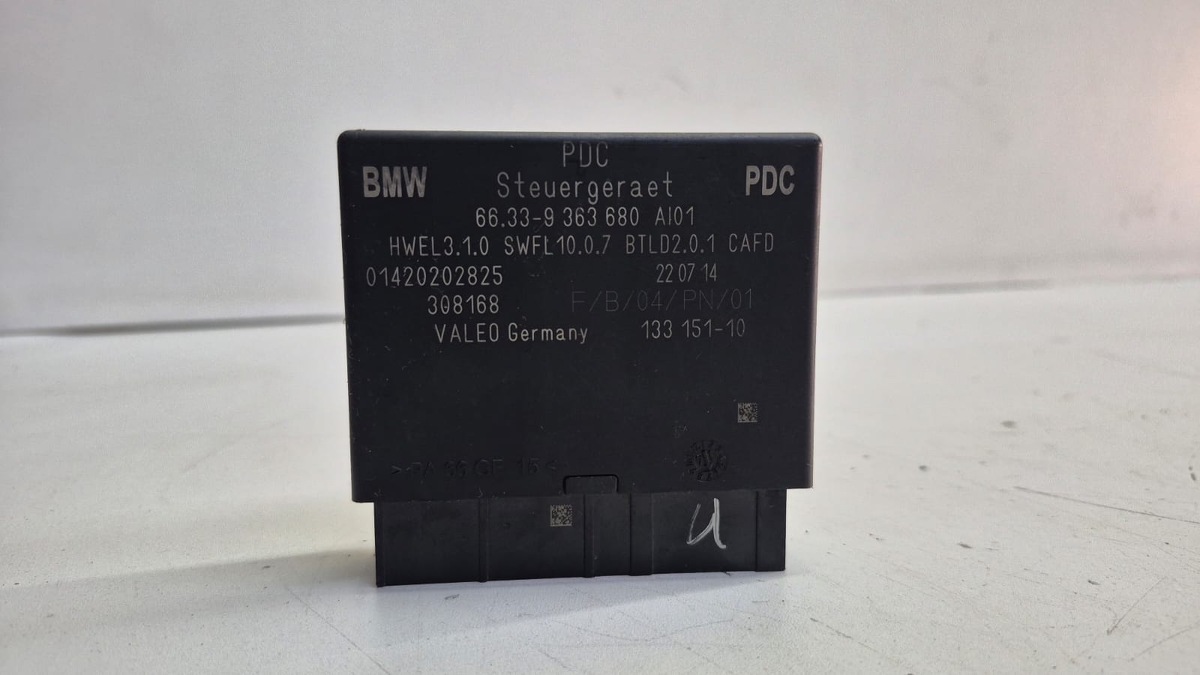 PDC
BMW Steuergeraet PDC
66.33-9 363 680 AI01
HWEL3.1.0 SWFL10.0.7 BTLD2.0.1 CAFD
01420202825 22 07 14
308168 F/B/04/PN/01
VALEO Germany 133 151-10
U